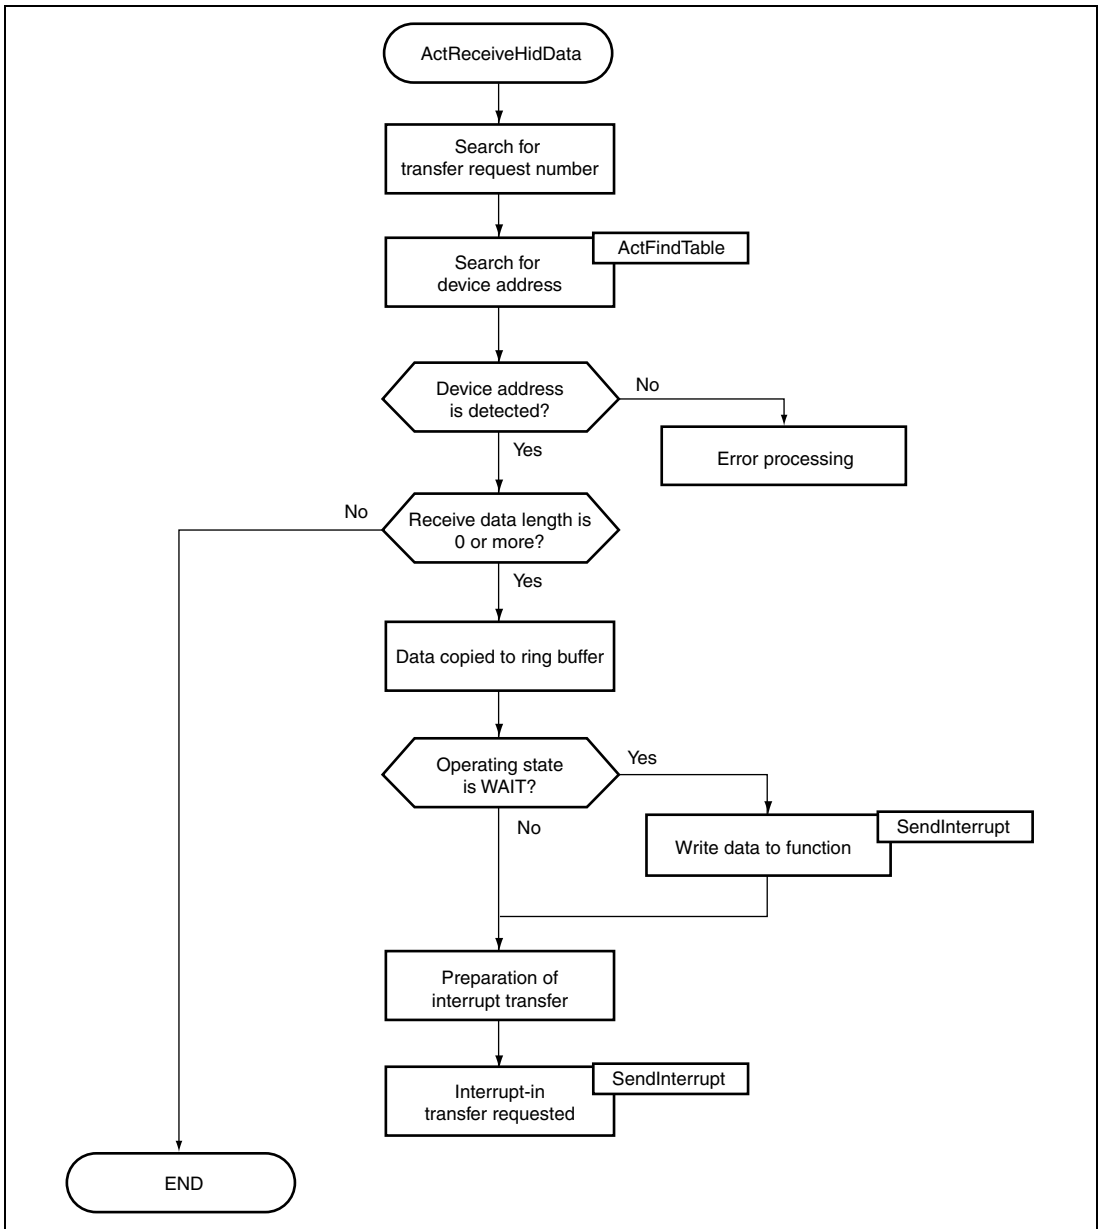 ActReceiveHidData
Search for
transfer request number
ActFindTable
Search for
device address
Device address
is detected?
No
Error processing
Yes
No
Receive data length is
0 or more?
Yes
Data copied to ring buffer
Operating state
is WAIT?
Yes
No
SendInterrupt
Write data to function
Preparation of
interrupt transfer
SendInterrupt
Interrupt-in
transfer requested
END